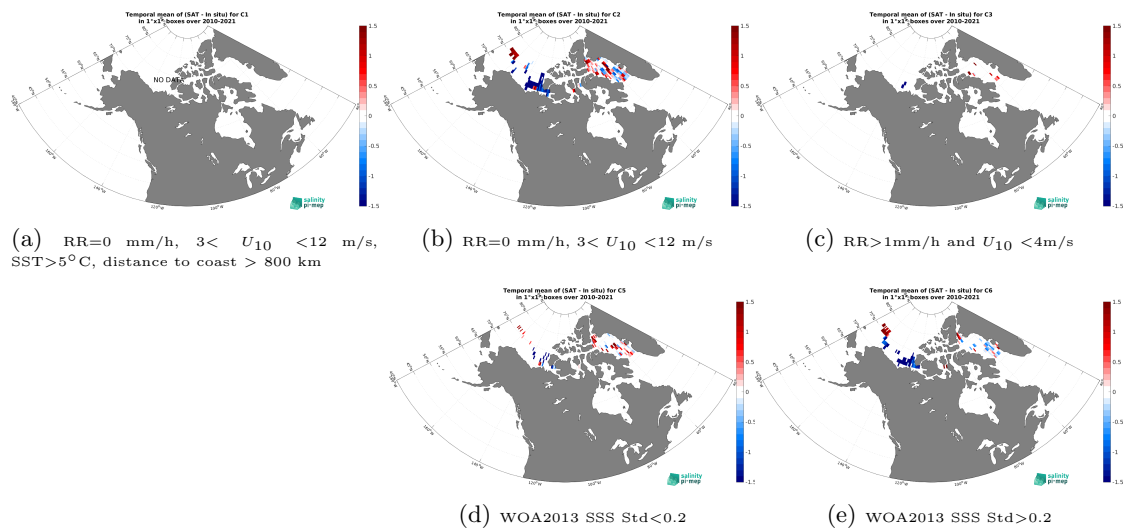 Temporal mean of (SAT - In situ) for C1
in 1°x1° boxes over 2010-2021
NO DATA
1.5
1
0.5
0
-0.5
-1
-1.5
salinity
pi-mep
(a) RR=0 mm/h, 3< U10 <12 m/s,
SST>5°C, distance to coast > 800 km
Temporal mean of (SAT - In situ) for C2
in 1°x1° boxes over 2010-2021
1.5
1
0.5
0
-0.5
-1
-1.5
salinity
pi-mep
(b) RR=0 mm/h, 3< U10 <12 m/s
Temporal mean of (SAT - In situ) for C3
in 1°x1° boxes over 2010-2021
1.5
1
0.5
0
-0.5
-1
-1.5
salinity
pi-mep
(c) RR>1mm/h and U10 <4m/s
Temporal mean of (SAT - In situ) for C5
in 1°x1° boxes over 2010-2021
1.5
1
0.5
0
-0.5
-1
-1.5
salinity
pi-mep
(d) WOA2013 SSS Std<0.2
Temporal mean of (SAT - In situ) for C6
in 1°x1° boxes over 2010-2021
1.5
1
0.5
0
-0.5
-1
-1.5
salinity
pi-mep
(e) WOA2013 SSS Std>0.2